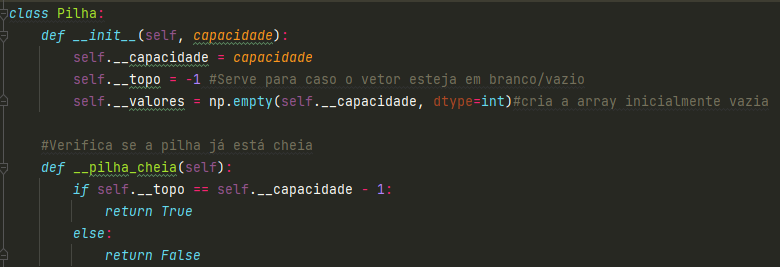 class Pilha:
    def __init__(self, capacidade):
        self.__capacidade = capacidade
        self.__topo = -1 #Serve para caso o vetor esteja em branco/vazio
        self.__valores = np.empty(self.__capacidade, dtype=int)#cria a array inicialmente vazia
    #Verifica se a pilha já está cheia
    def __pilha_cheia(self):
        if self.__topo == self.__capacidade - 1:
            return True
        else:
            return False